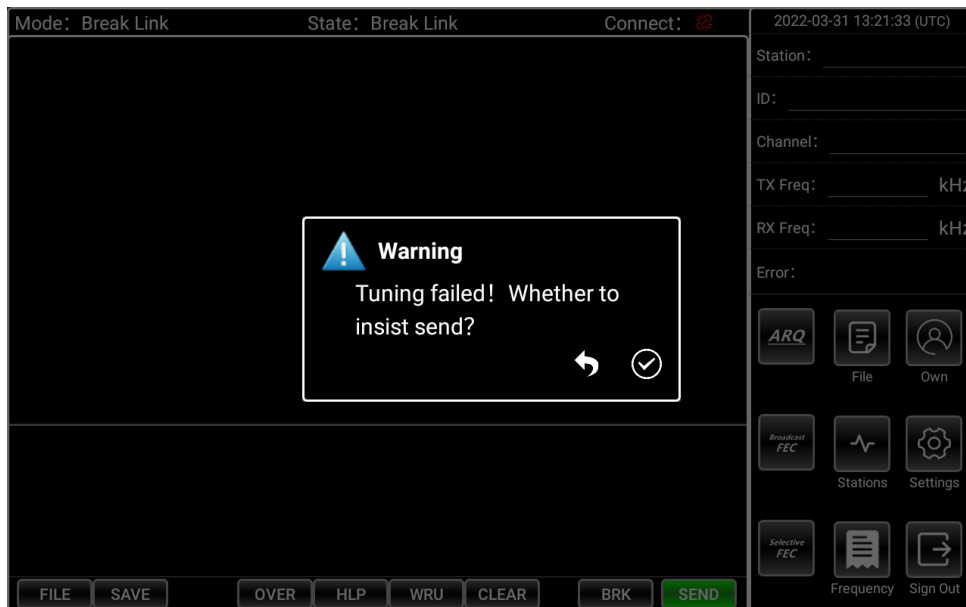 Mode：Break Link State：Break Link Connect：
2022-03-31 13:21:33 (UTC)
Station：
ID：
Channel：
TX Freq： kHz
RX Freq： kHz
Error：
Warning
Tuning failed！Whether to
insist send？
ARQ
File
Own
Broadcast
FEC
Stations
Settings
Selective
FEC
Frequency
Sign Out
FILE SAVE OVER HLP WRU CLEAR BRK SEND